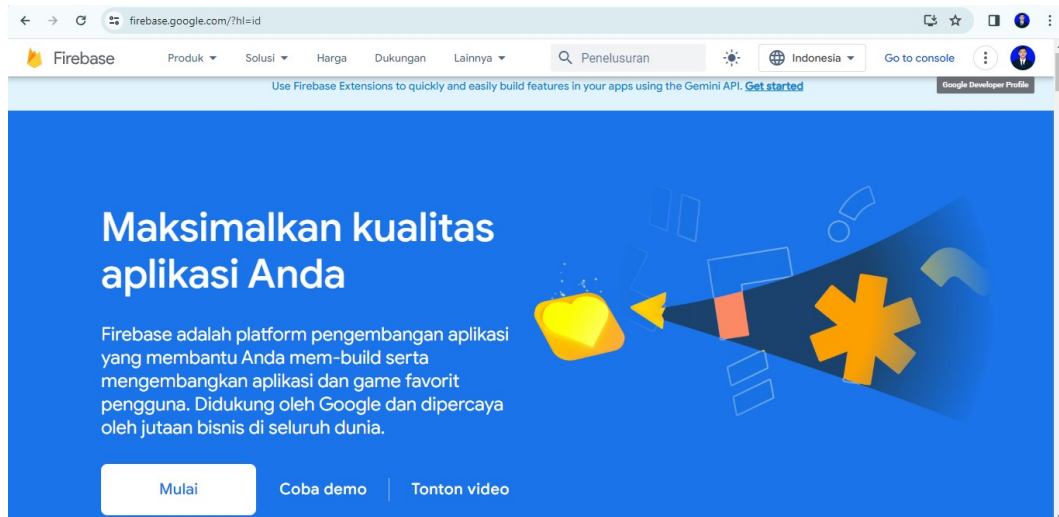 firebase.google.com/?hl=id
Firebase Produk Solusi Harga Dukungan Lainnya Penelusuran Indonesia Go to console
Use Firebase Extensions to quickly and easily build features in your apps using the Gemini API. Get started
Google Developer Profile
Maksimalkan kualitas
aplikasi Anda
Firebase adalah platform pengembangan aplikasi
yang membantu Anda mem-build serta
mengembangkan aplikasi dan game favorit
pengguna. Didukung oleh Google dan dipercaya
oleh jutaan bisnis di seluruh dunia.
Mulai Coba demo Tonton video